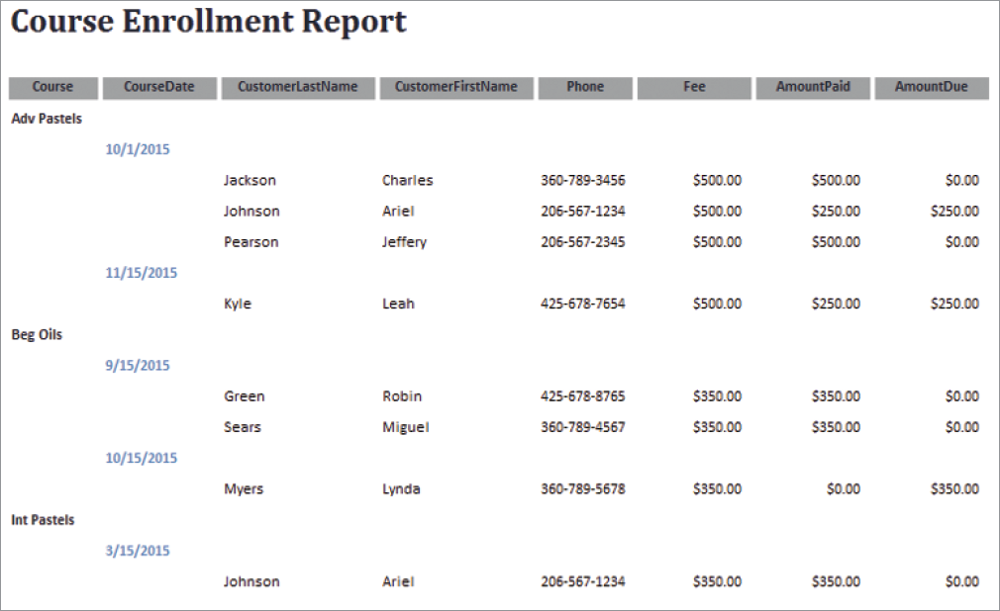 Course Enrollment Report
Course CourseDate CustomerLastName CustomerFirstName Phone Fee AmountPaid AmountDue
Adv Pastels
10/1/2015
Jackson Charles 360-789-3456 $500.00 $500.00 $0.00
Johnson Ariel 206-567-1234 $500.00 $250.00 $250.00
Pearson Jeffery 206-567-2345 $500.00 $500.00 $0.00
11/15/2015
Kyle Leah 425-678-7654 $500.00 $250.00 $250.00
Beg Oils
9/15/2015
Green Robin 425-678-8765 $350.00 $350.00 $0.00
Sears Miguel 360-789-4567 $350.00 $350.00 $0.00
10/15/2015
Myers Lynda 360-789-5678 $350.00 $0.00 $350.00
Int Pastels
3/15/2015
Johnson Ariel 206-567-1234 $350.00 $350.00 $0.00